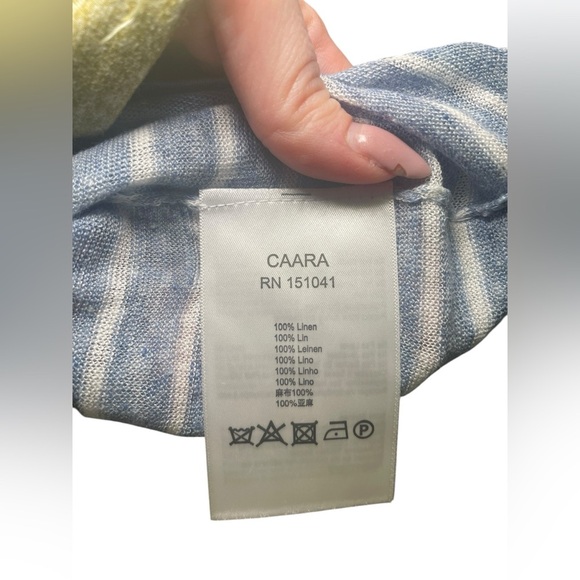 CAARA
RN 151041
100% Linen
100% Lin
100% Leinen
100% Lino
100% Linho
100% Lino
麻布100%
100%亚麻
P